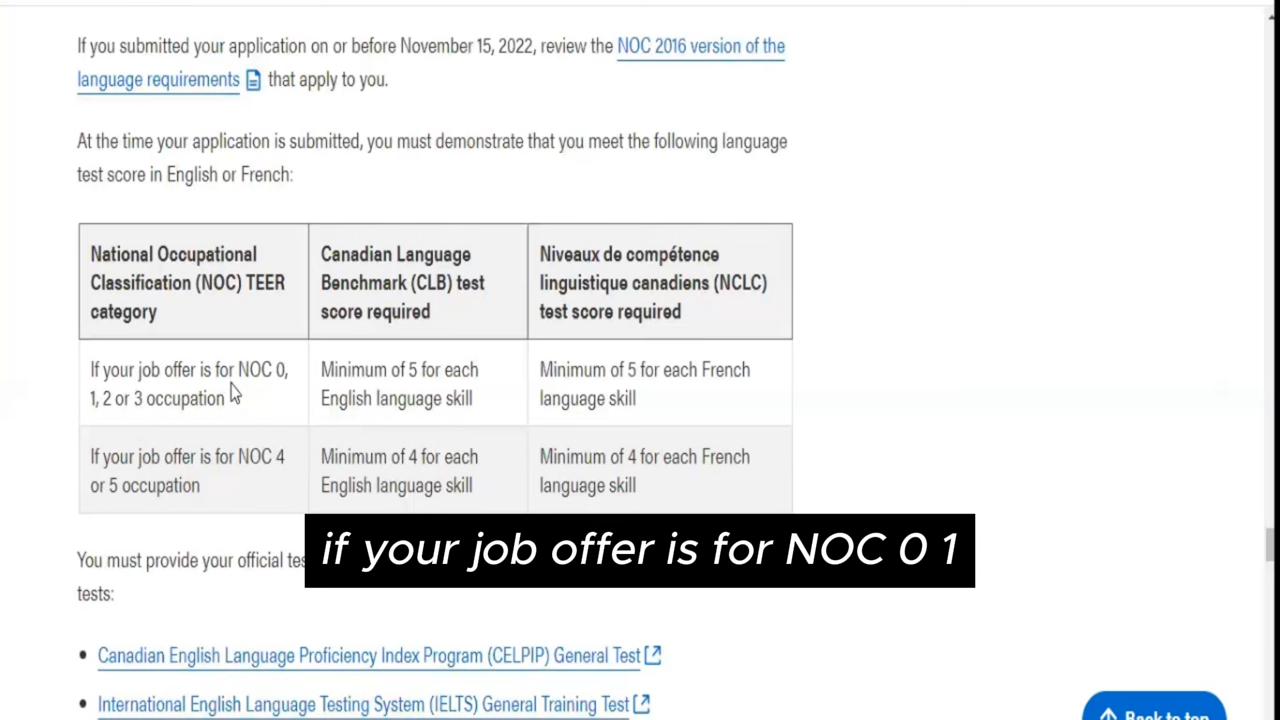 If you submitted your application on or before November 15, 2022, review the NOC 2016 version of the
language requirements that apply to you.
At the time your application is submitted, you must demonstrate that you meet the following language
test score in English or French:
National Occupational
Classification (NOC) TEER
category
Canadian Language
Benchmark (CLB) test
score required
Niveaux de compétence
linguistique canadiens (NCLC)
test score required
If your job offer is for NOC 0,
1, 2 or 3 occupation
Minimum of 5 for each
English language skill
Minimum of 5 for each French
language skill
If your job offer is for NOC 4
or 5 occupation
Minimum of 4 for each
English language skill
Minimum of 4 for each French
language skill
if your job offer is for NOC 0 1
You must provide your official
tests:
Canadian English Language Proficiency Index Program (CELPIP) General Test
International English Language Testing System (IELTS) General Training Test
Back to top